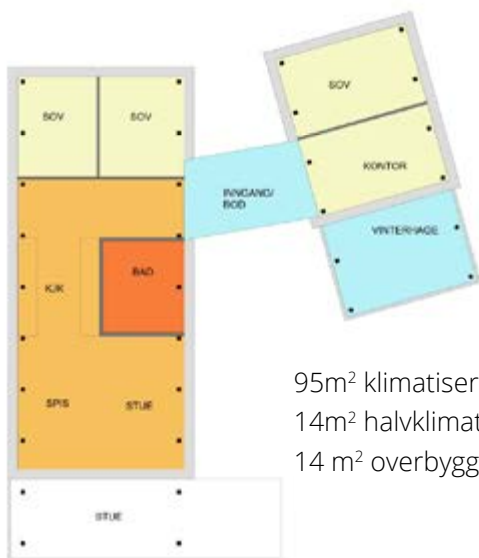 SOV
SOV
SOV
KONTOR
INNGANG/
BOD
VINTERHAGE
BAD
KJK
SPIS
STUE
95m² klimatiser
14m² halvklimat
14 m² overbygg
STUE